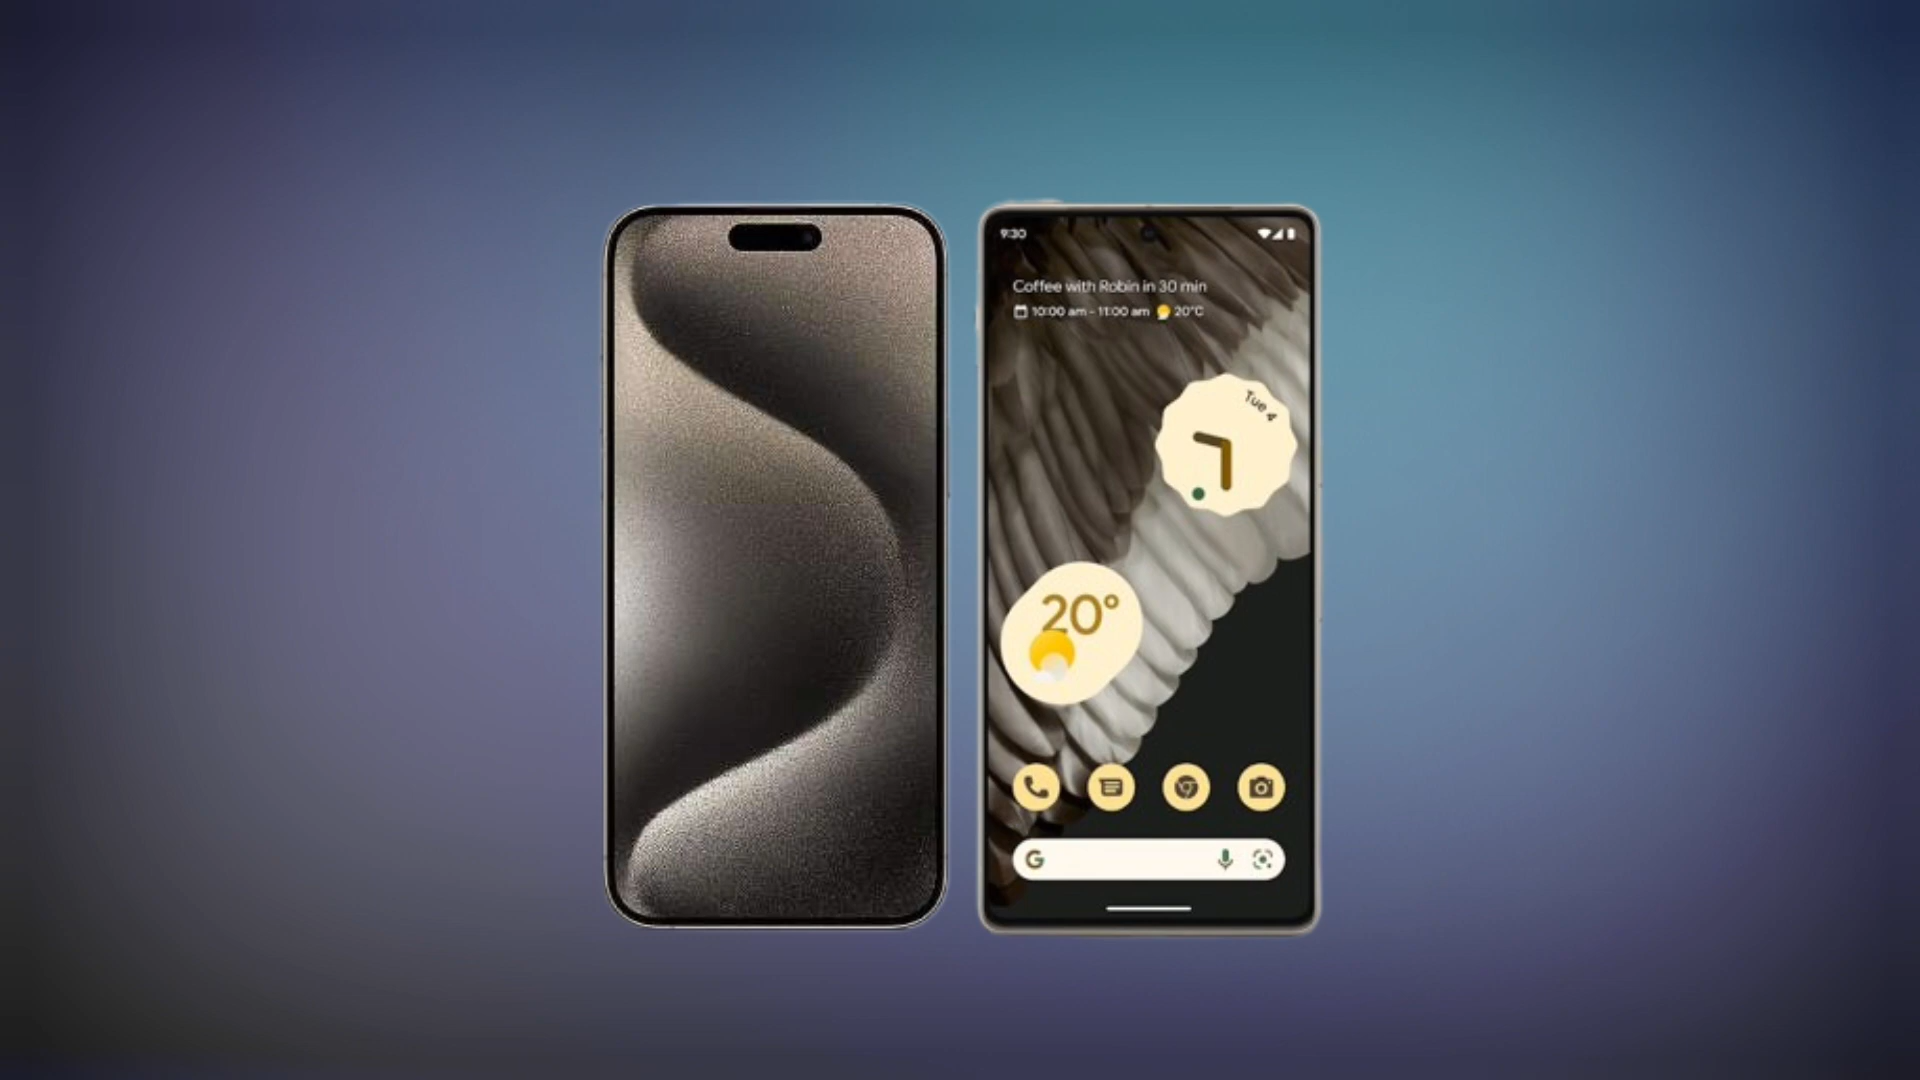 9:30
Coffee with Robin in 30 min
10:00 am - 11:00 am 20°C
Tue 4
20°
G